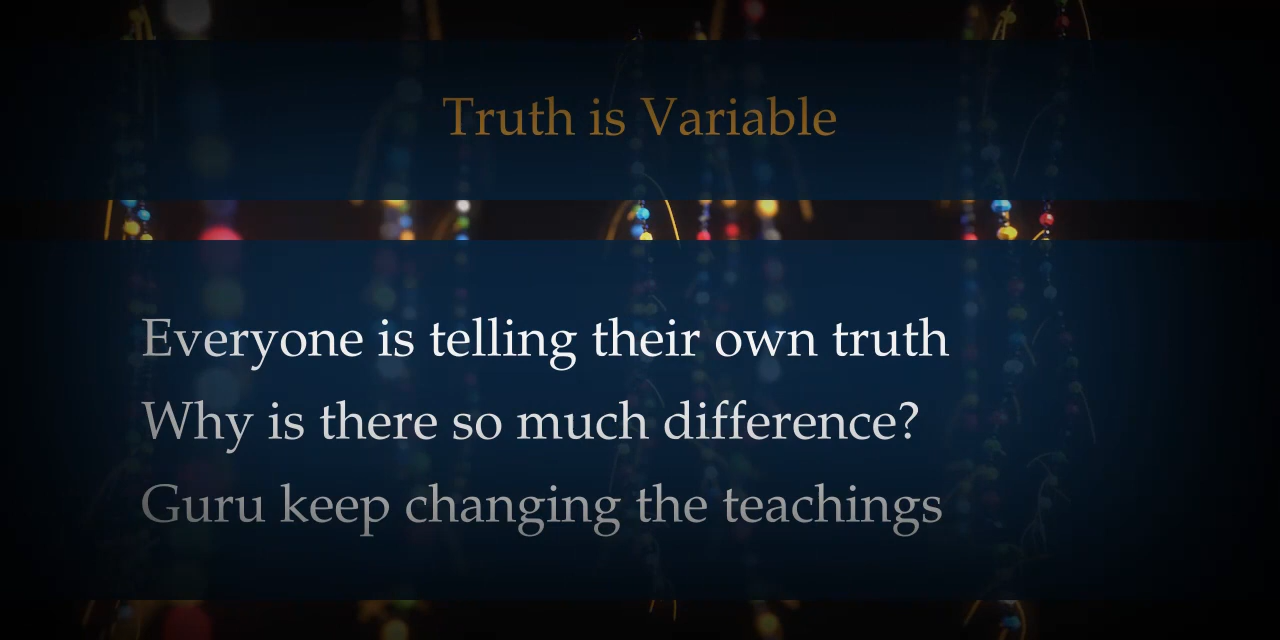 Truth is Variable
Everyone is telling their own truth
Why is there so much difference?
Guru keep changing the teachings